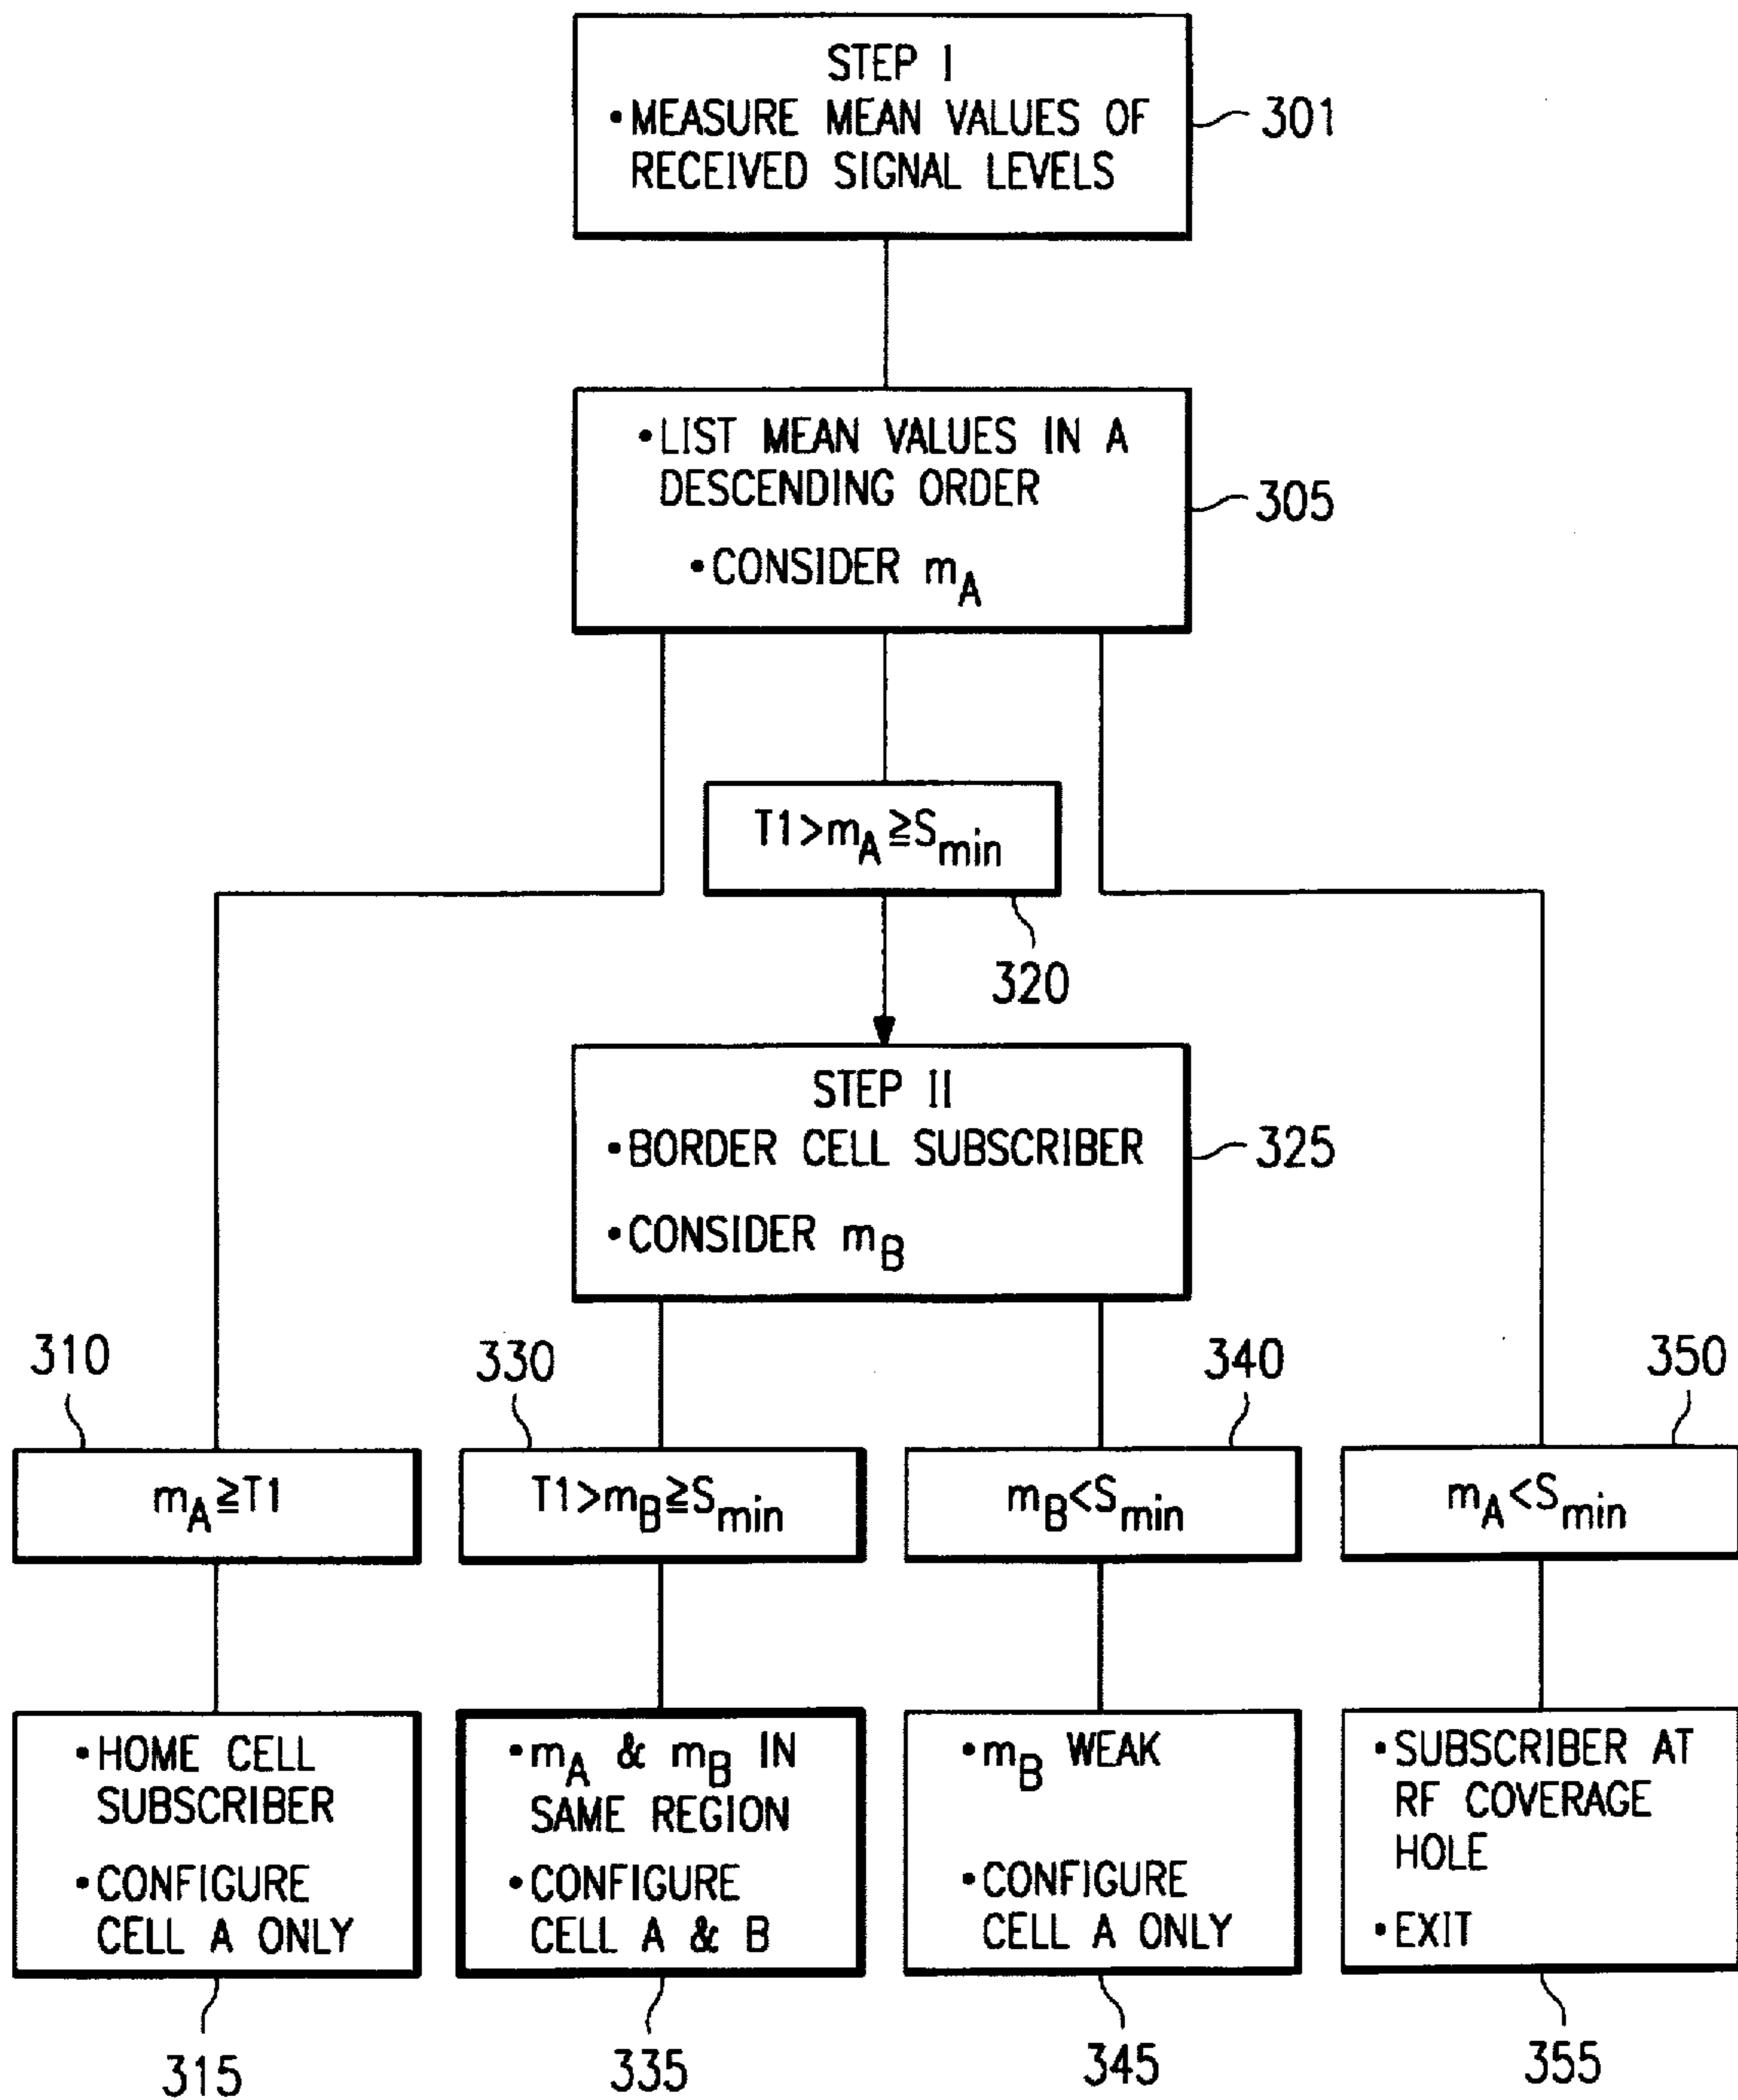 STEP I
•MEASURE MEAN VALUES OF
RECEIVED SIGNAL LEVELS
301
•LIST MEAN VALUES IN A
DESCENDING ORDER
•CONSIDER mA
305
T1>mA≧Smin
320
STEP II
•BORDER CELL SUBSCRIBER
•CONSIDER mB
325
310
330
340
350
mA≧T1
T1>mB≧Smin
mB<Smin
mA<Smin
•HOME CELL
SUBSCRIBER
•CONFIGURE
CELL A ONLY
•mA & mB IN
SAME REGION
•CONFIGURE
CELL A & B
•mB WEAK
•CONFIGURE
CELL A ONLY
•SUBSCRIBER AT
RF COVERAGE
HOLE
•EXIT
315
335
345
355